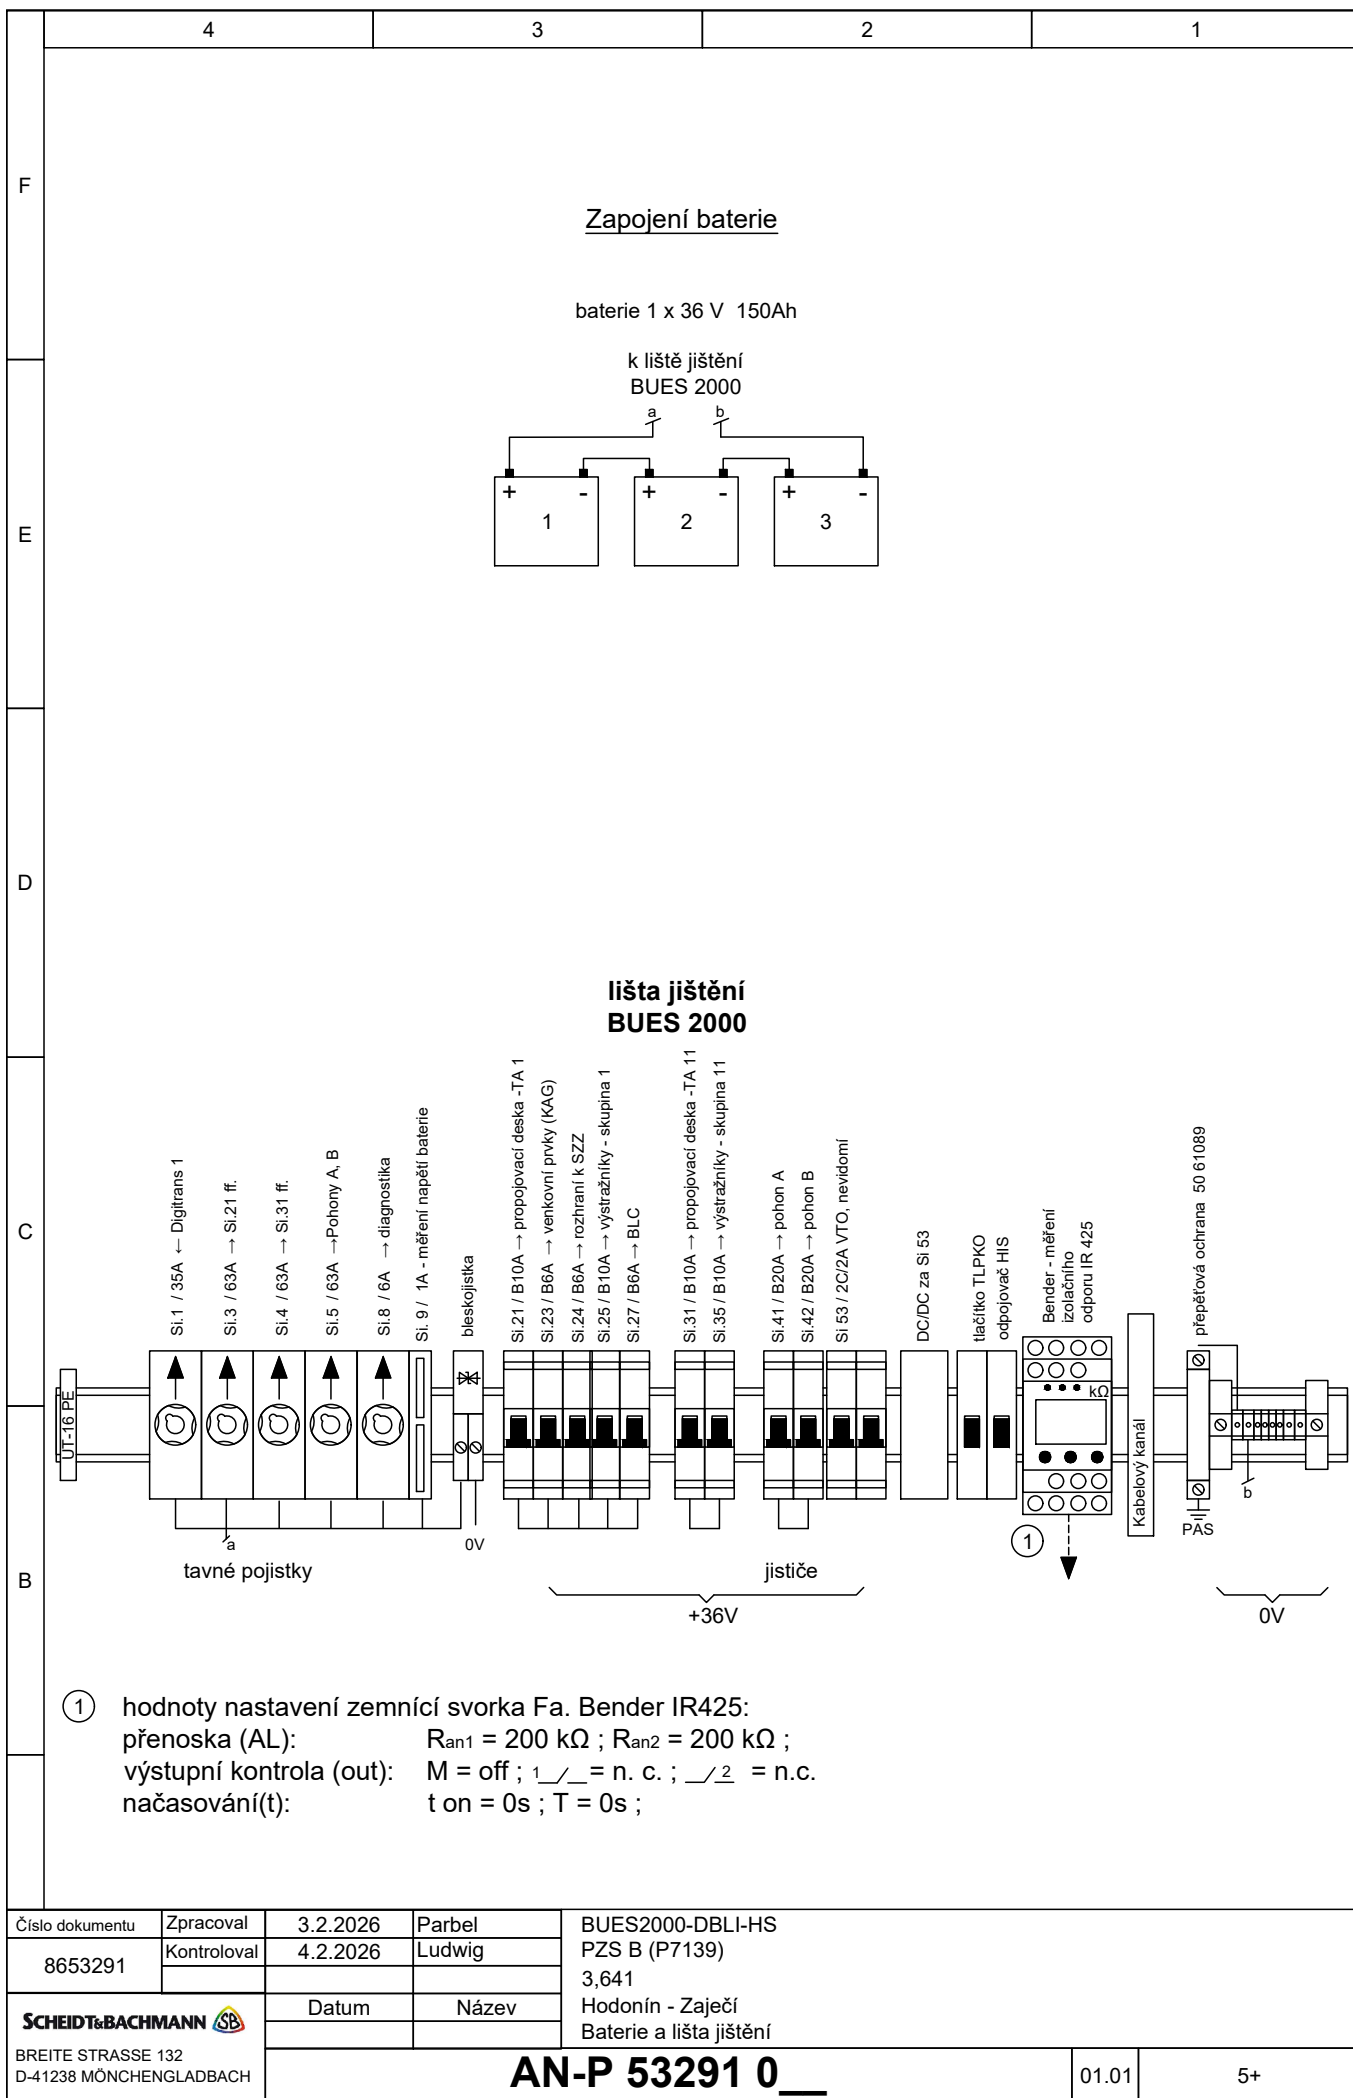 4 3 2 1
F
Zapojení baterie
baterie 1 x 36 V 150Ah
k liště jištění
BUES 2000
a b
+ - + - + -
1 2 3
E
D
lišta jištění
BUES 2000
C
Si.1 / 35A ← Digitrans 1
Si.3 / 63A → Si.21 ff.
Si.4 / 63A → Si.31 ff.
Si.5 / 63A →Pohony A, B
Si.8 / 6A → diagnostika
Si. 9 / 1A - měření napětí baterie
bleskojistka
Si.21 / B10A → propojovací deska -TA 1
Si.23 / B6A → venkovní prvky (KAG)
Si.24 / B6A → rozhraní k SZZ
Si.25 / B10A → výstražníky - skupina 1
Si.27 / B6A → BLC
Si.31 / B10A → propojovací deska -TA 11
Si.35 / B10A → výstražníky - skupina 11
Si.41 / B20A → pohon A
Si.42 / B20A → pohon B
Si 53 / 2C/2A VTO, nevidomí
DC/DC za Si 53
tlačítko TLPKO
odpojovač HIS
Bender - měření
izolačního
odporu IR 425
přepěťová ochrana 50 61089
UT-16 PE
kΩ
Kabelový kanál
a
0V
1
PAS
b
B
tavné pojistky
jističe
+36V
0V
1 hodnoty nastavení zemnící svorka Fa. Bender IR425:
přenoska (AL): Ran1 = 200 kΩ ; Ran2 = 200 kΩ ;
výstupní kontrola (out): M = off ; 1_/_ = n. c. ; _/2 = n.c.
načasování(t): t on = 0s ; T = 0s ;
Číslo dokumentu Zpracoval 3.2.2026 Parbel
8653291 Kontroloval 4.2.2026 Ludwig
Datum Název
BUES2000-DBLI-HS
PZS B (P7139)
3,641
Hodonín - Zaječí
Baterie a lišta jištění
SCHEIDT&BACHMANN SB
BREITE STRASSE 132
D-41238 MÖNCHENGLADBACH
AN-P 53291 0__
01.01
5+